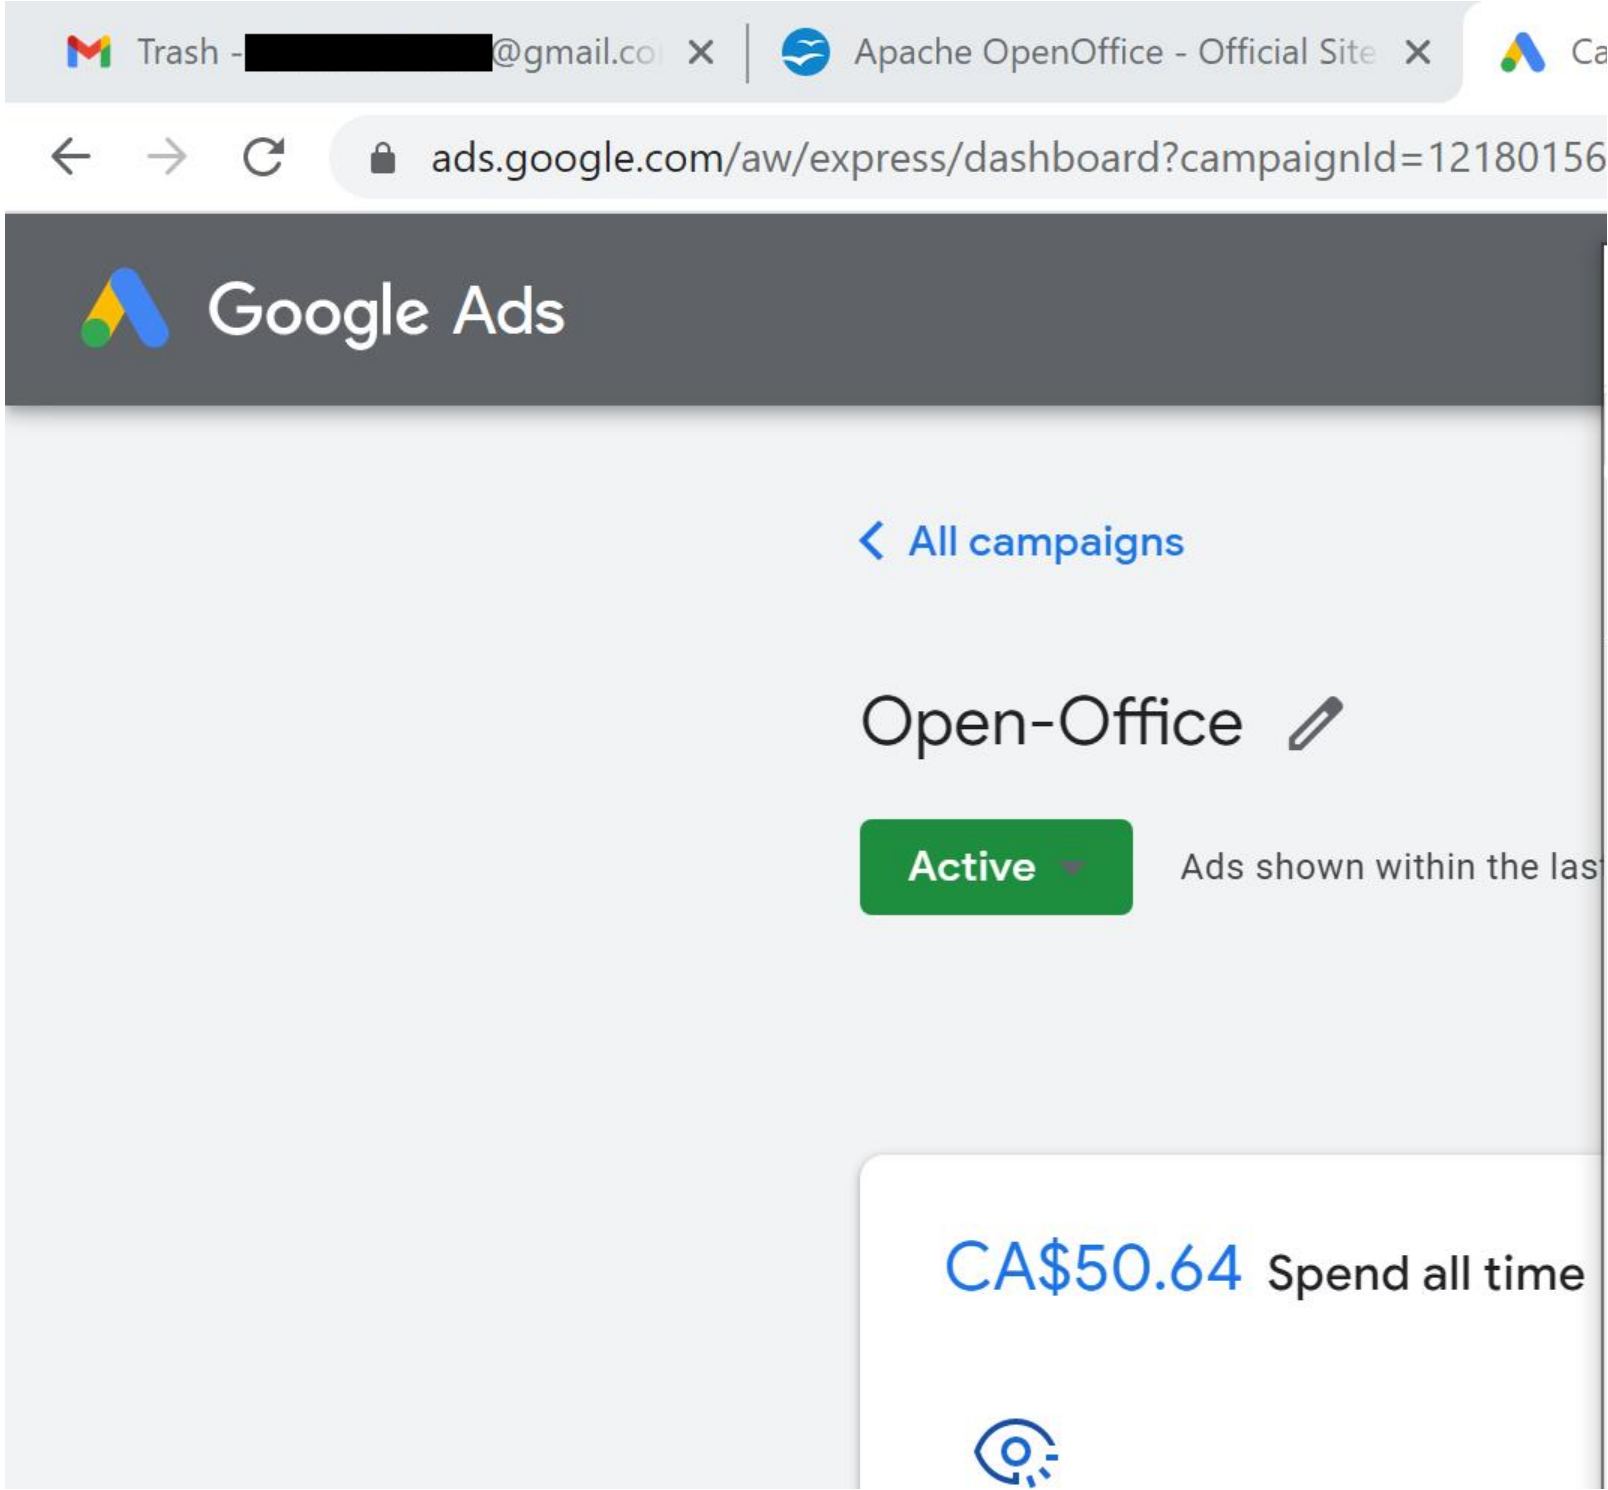 Trash - @gmail.co
Apache OpenOffice - Official Site
Ca
ads.google.com/aw/express/dashboard?campaignId=12180156
Google Ads
All campaigns
Open-Office
Active
Ads shown within the las
CA$50.64 Spend all time